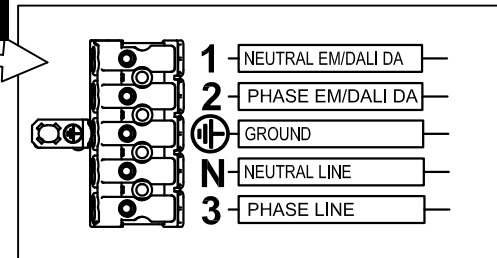 1 NEUTRAL EM/DALI DA
2 PHASE EM/DALI DA
GROUND
N NEUTRAL LINE
3 PHASE LINE